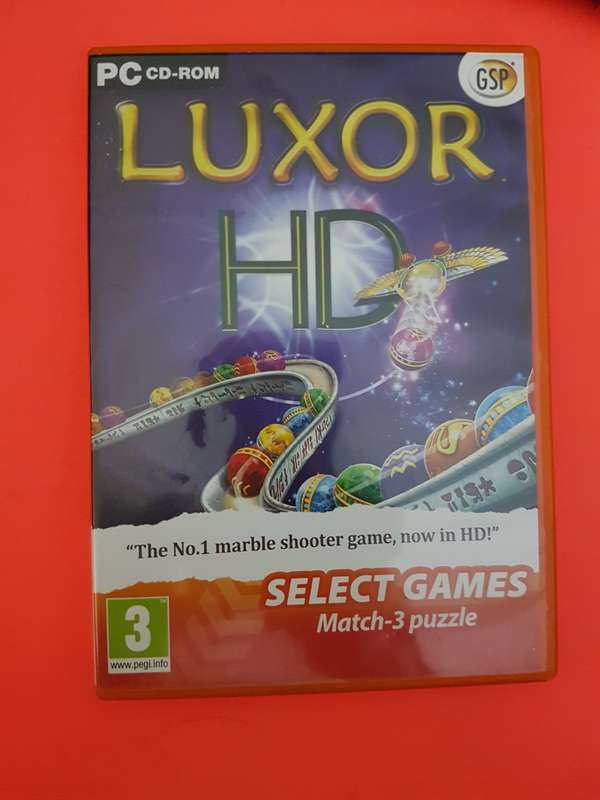 PC CD-ROM
GSP
LUXOR
HD
"The No.1 marble shooter game, now in HD!"
SELECT GAMES
Match-3 puzzle
3
www.pegi.info